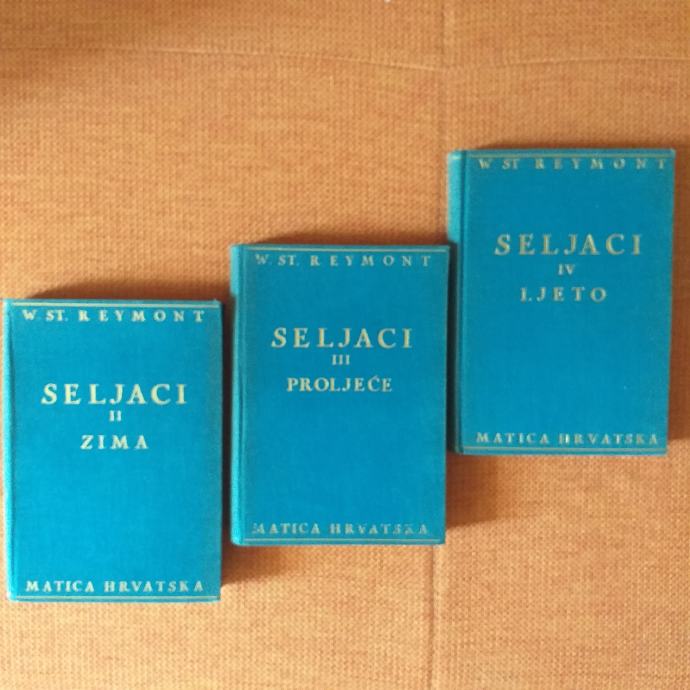 W. ST. REYMONT
SELJACI
II
ZIMA
MATICA HRVATSKA
W. ST. REYMONT
SELJACI
III
PROLJEĆE
MATICA HRVATSKA
W. ST REYMONT
SELJACI
IV
LJETO
MATICA HRVATSKA